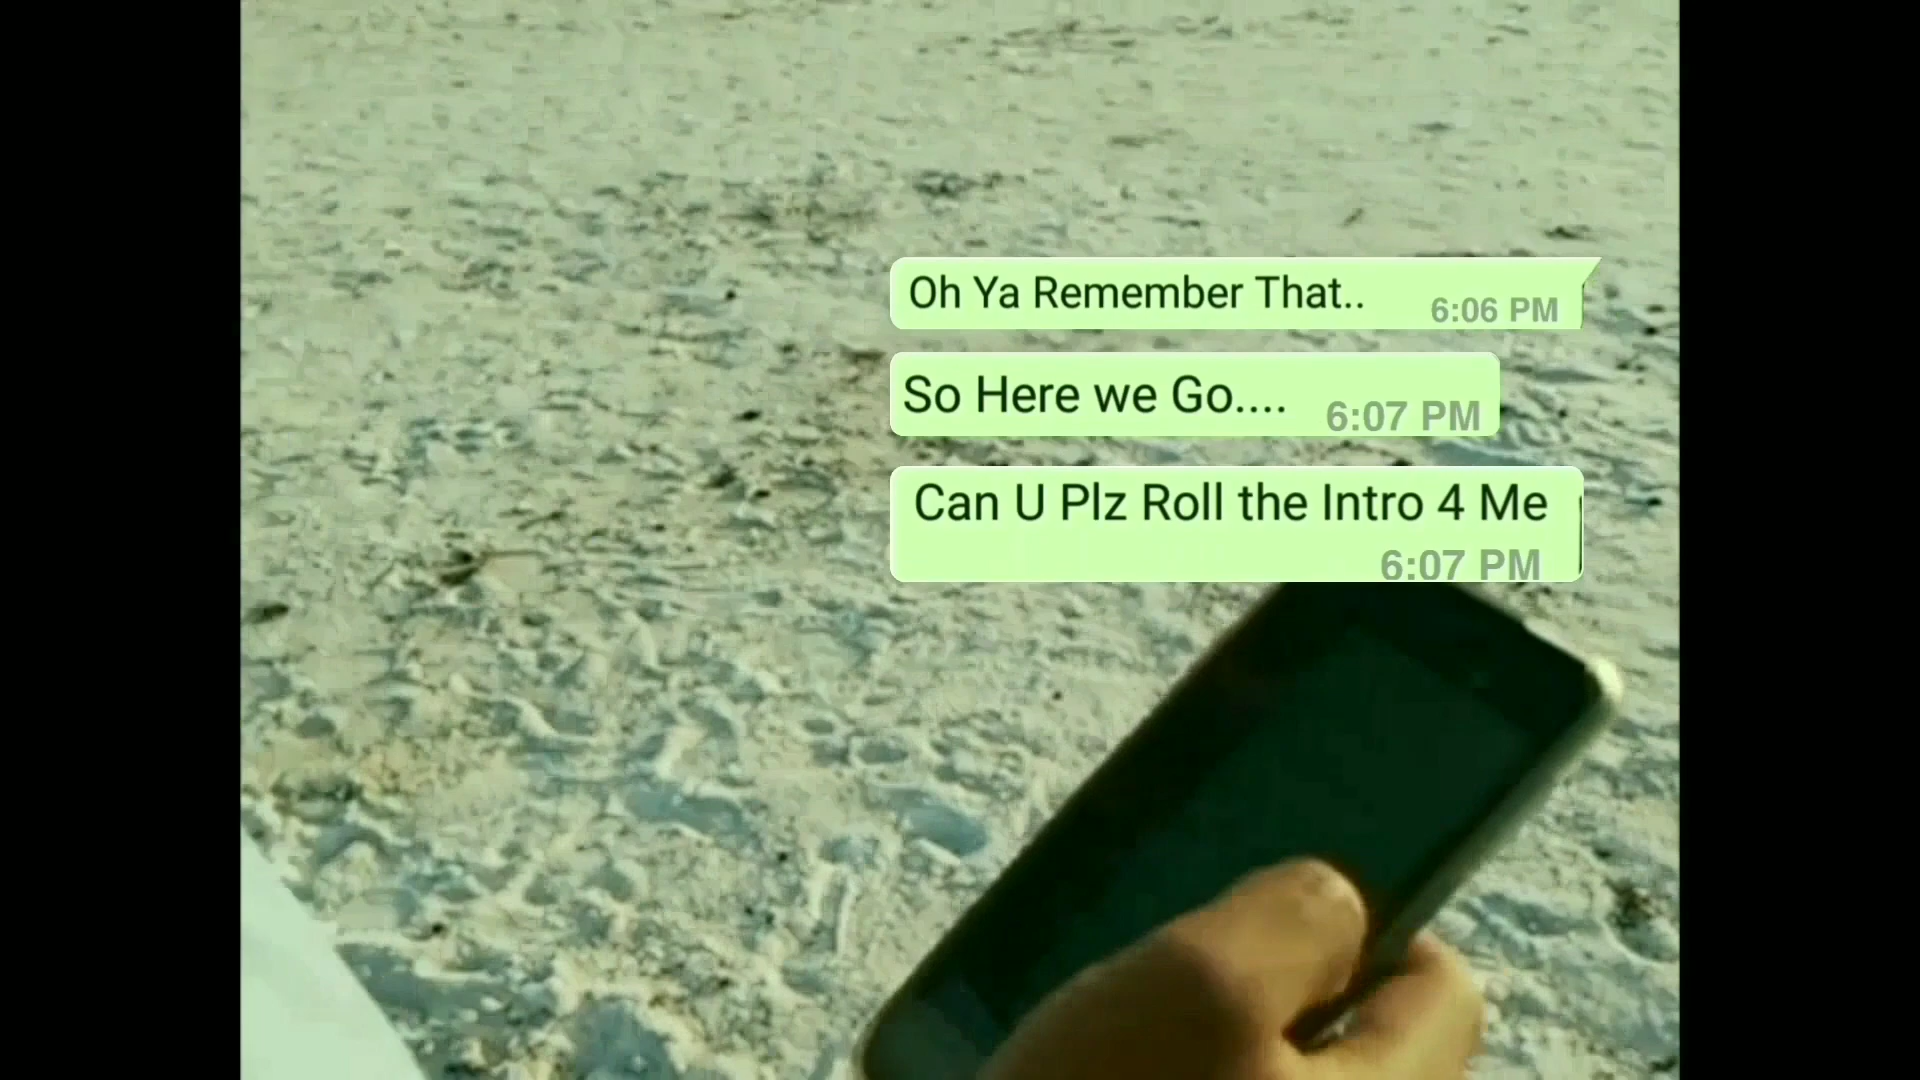 Oh Ya Remember That..
6:06 PM
So Here we Go....
6:07 PM
Can U Plz Roll the Intro 4 Me
6:07 PM